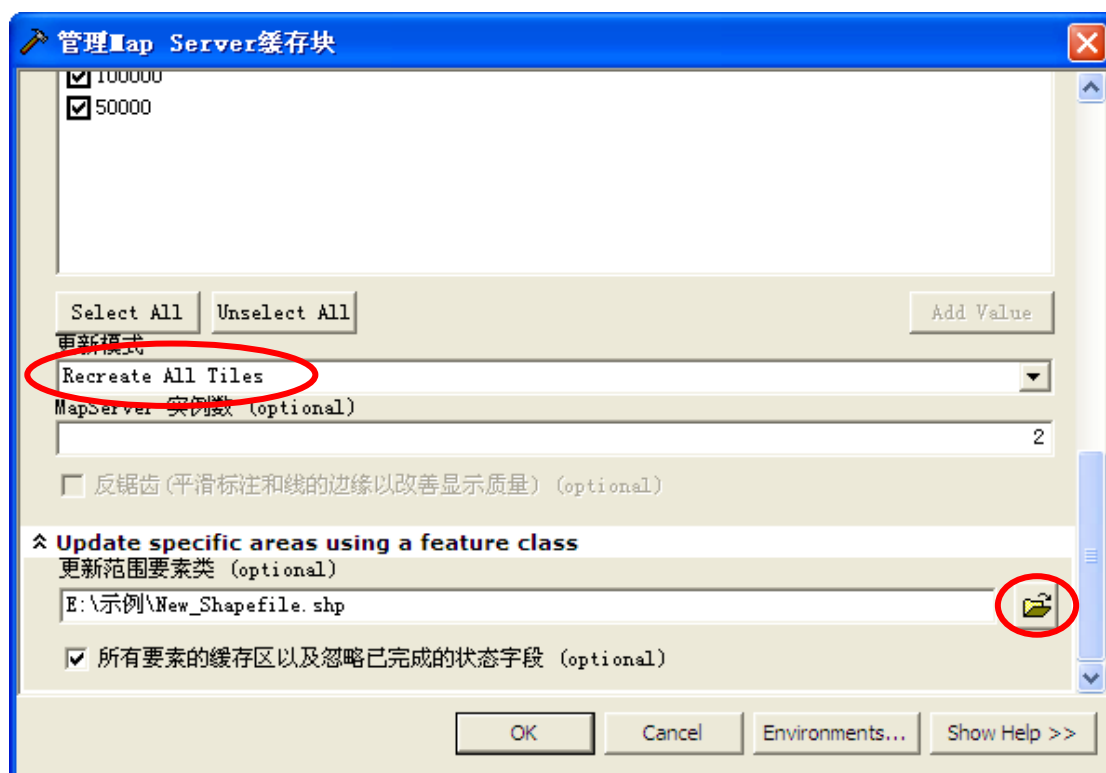 管理Map Server缓存块
100000
50000
Select All Unselect All Add Value
更新模式
Recreate All Tiles
MapServer 实例数 (optional)
2
反锯齿(平滑标注和线的边缘以改善显示质量) (optional)
Update specific areas using a feature class
更新范围要素类 (optional)
E:\示例\New_Shapefile.shp
所有要素的缓存区以及忽略已完成的状态字段 (optional)
OK Cancel Environments... Show Help >>